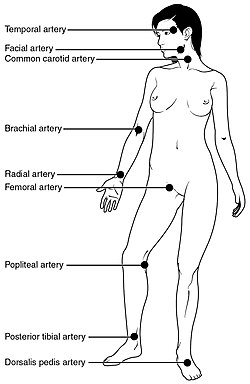 Temporal artery
Facial artery
Common carotid artery
Brachial artery
Radial artery
Femoral artery
Popliteal artery
Posterior tibial artery
Dorsalis pedis artery